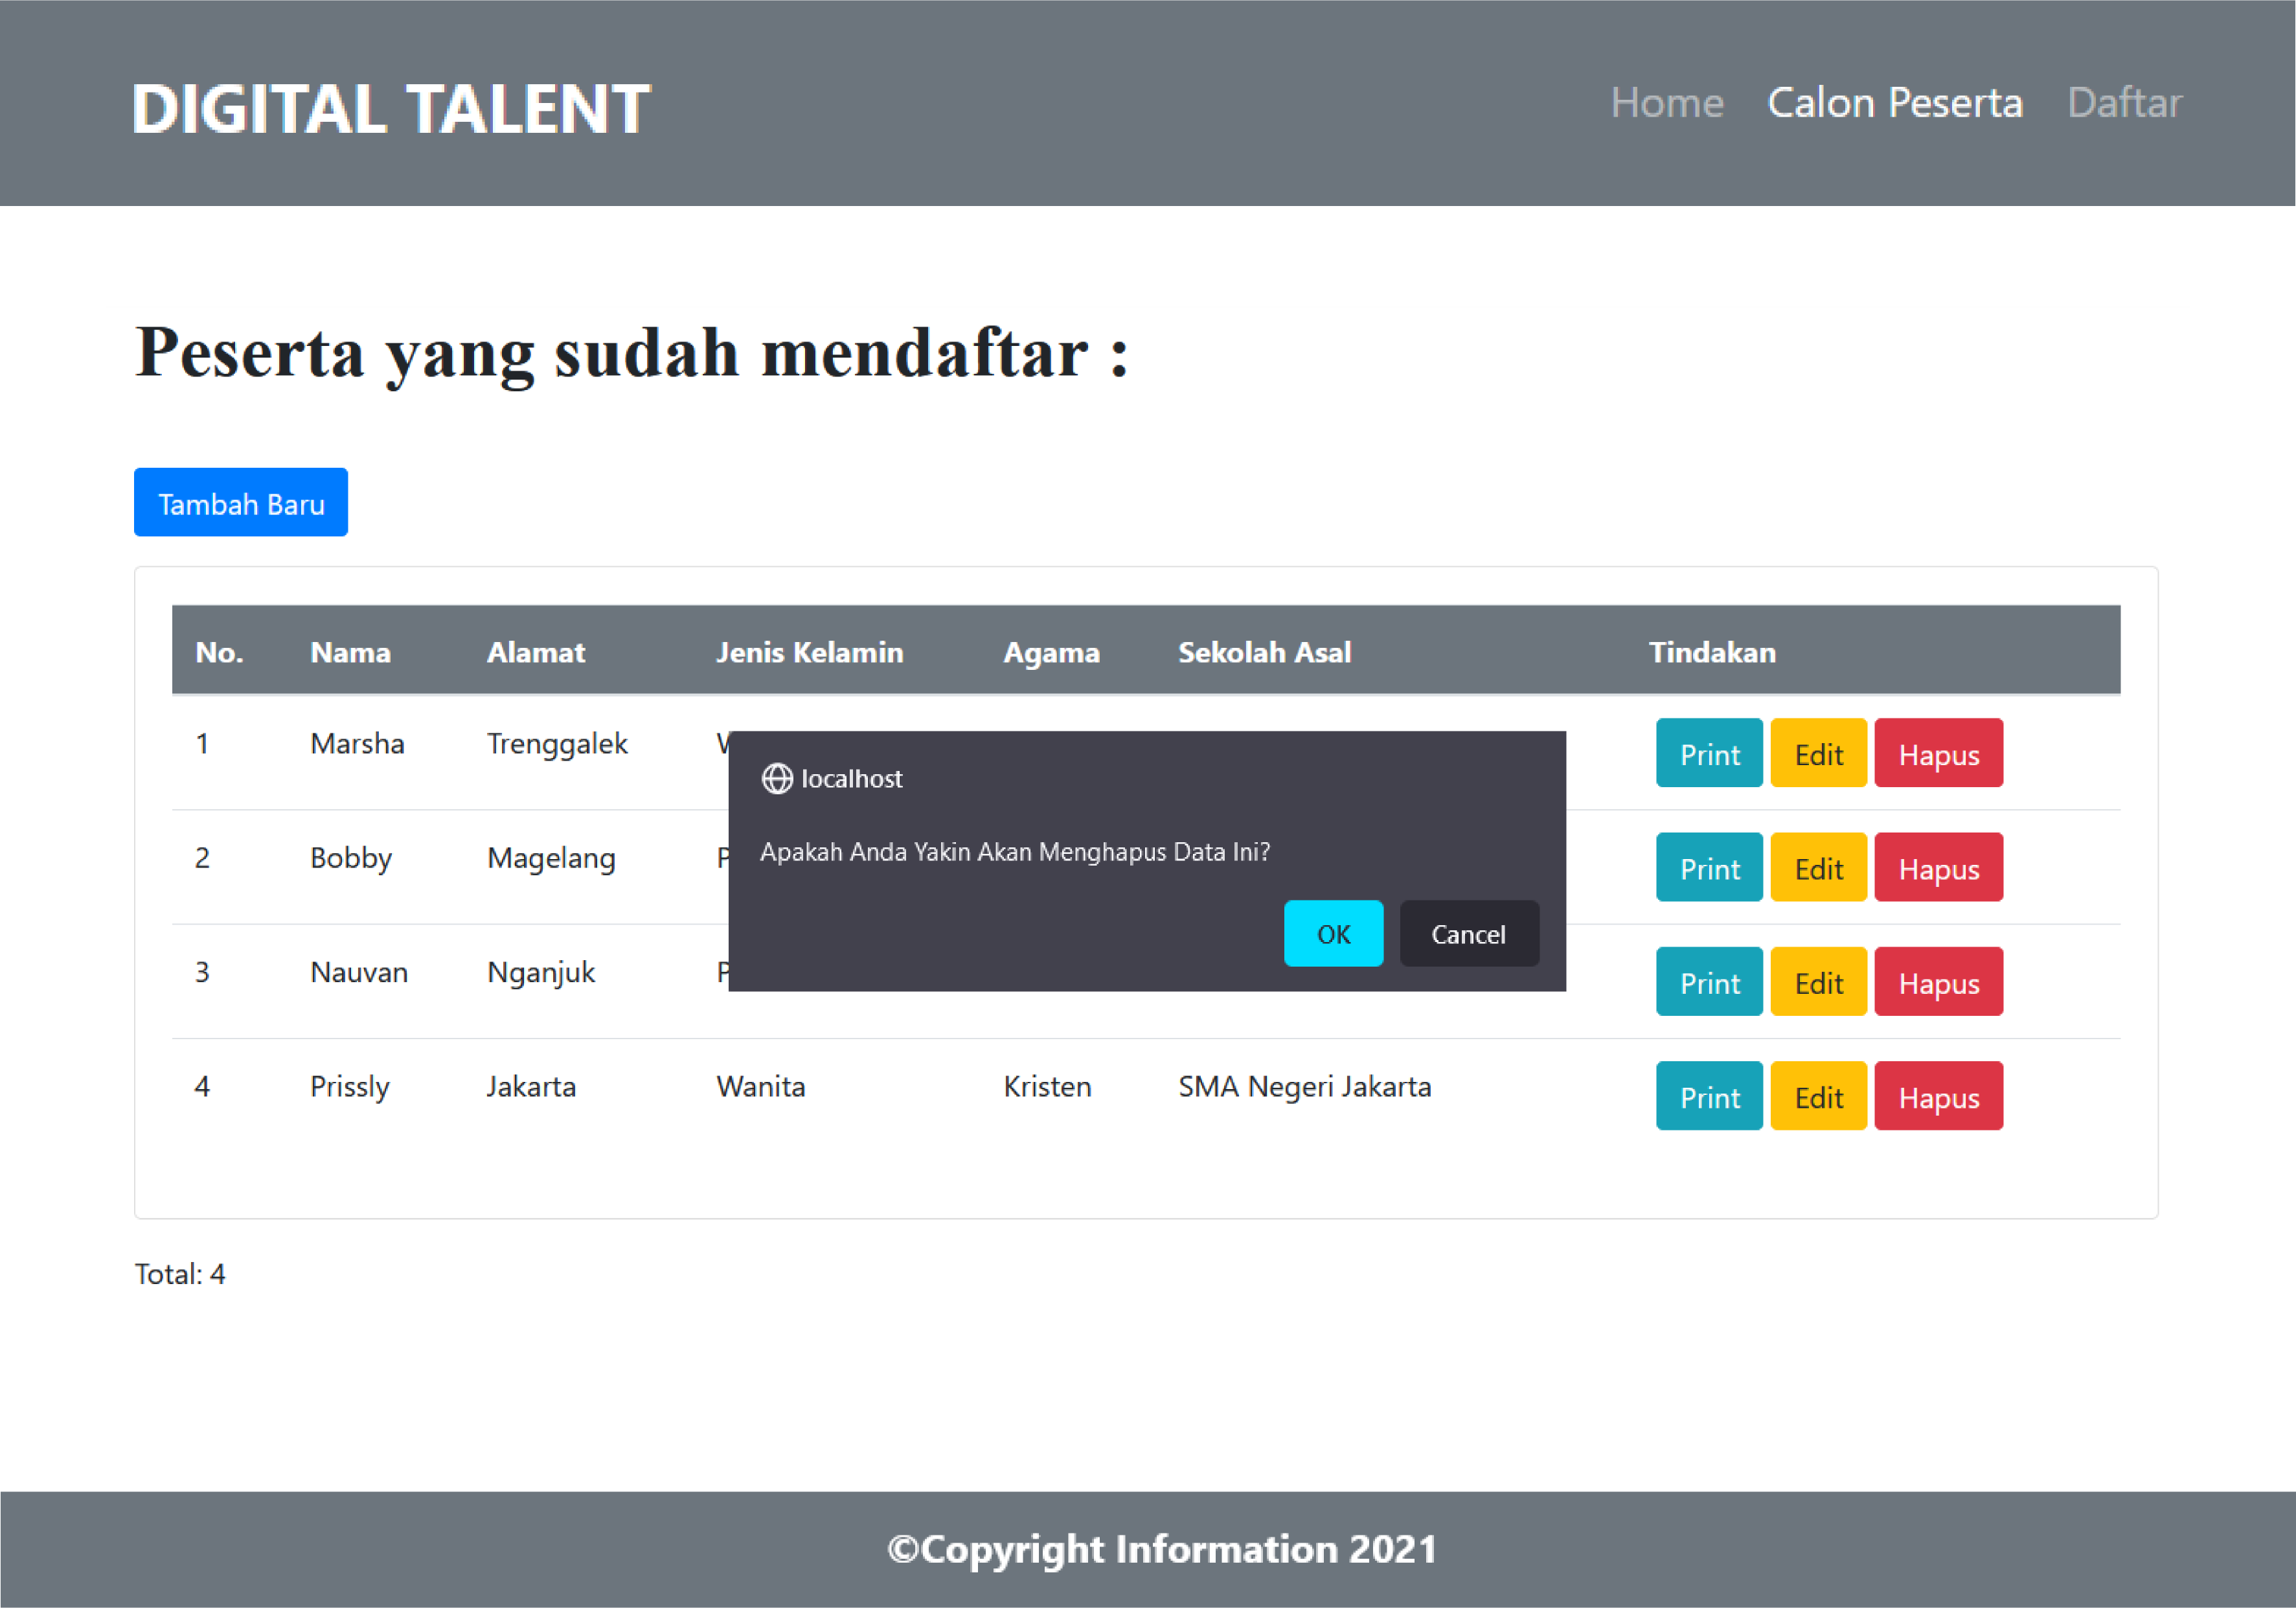 DIGITAL TALENT
Home Calon Peserta Daftar
Peserta yang sudah mendaftar :
Tambah Baru
No. Nama Alamat Jenis Kelamin Agama Sekolah Asal Tindakan
1 Marsha Trenggalek Print Edit Hapus
localhost
2 Bobby Magelang Print Edit Hapus
Apakah Anda Yakin Akan Menghapus Data Ini?
OK Cancel
3 Nauvan Nganjuk Print Edit Hapus
4 Prissly Jakarta Wanita Kristen SMA Negeri Jakarta Print Edit Hapus
Total: 4
©Copyright Information 2021